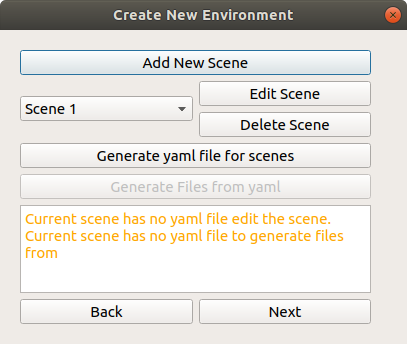 Create New Environment
Add New Scene
Scene 1
Edit Scene
Delete Scene
Generate yaml file for scenes
Generate Files from yaml
Current scene has no yaml file edit the scene.
Current scene has no yaml file to generate files
from
Back
Next